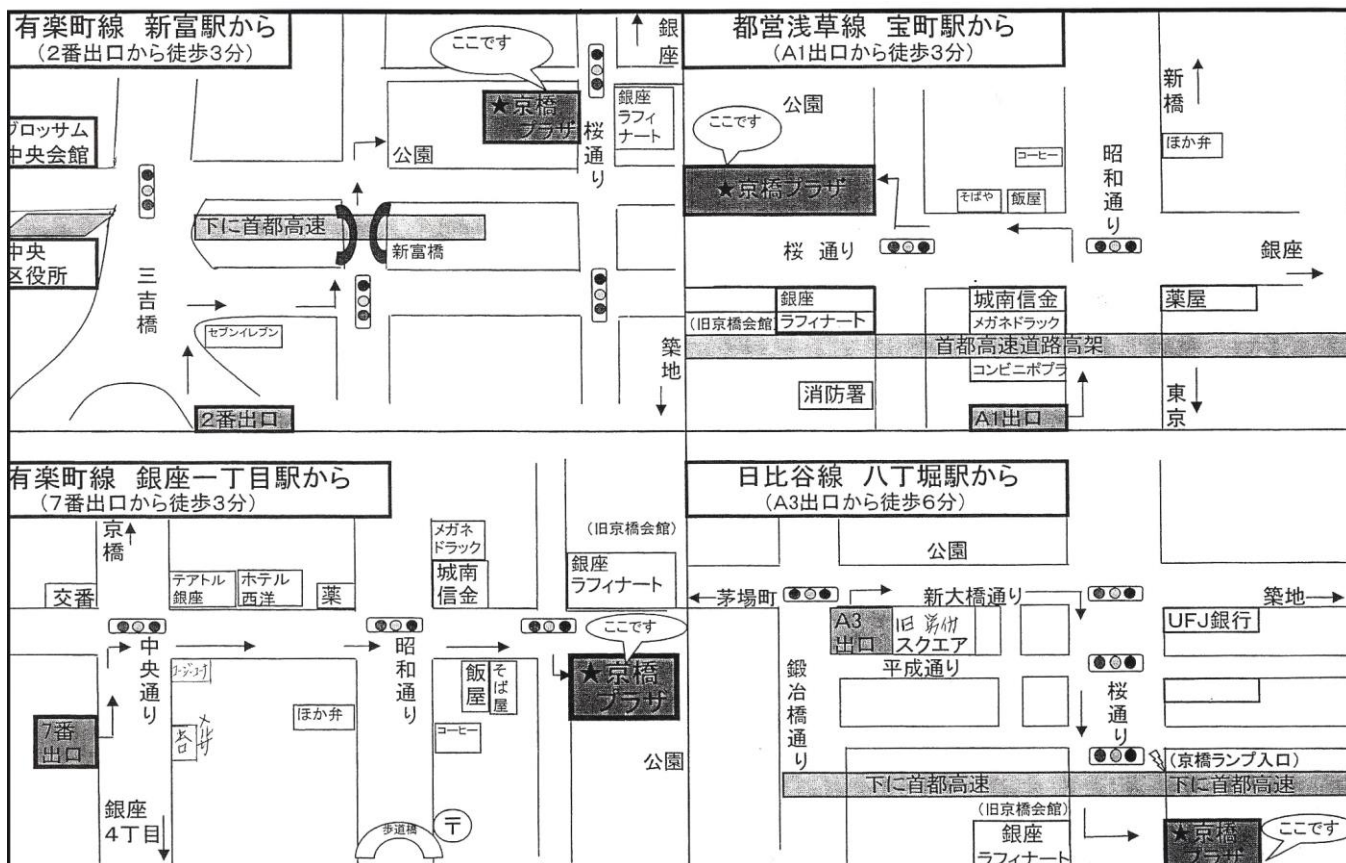 有楽町線 新富駅から
(2番出口から徒歩3分)
ここです
銀座
★京橋
プラザ
銀座
ラフィ
ナート
桜通り
ブロッサム
中央会館
公園
下に首都高速
新富橋
中央
区役所
三吉橋
セブンイレブン
築地
2番出口
都営浅草線 宝町駅から
(A1出口から徒歩3分)
公園
ここです
新橋
ほか弁
コーヒー
昭和通り
★京橋プラザ
そばや
飯屋
桜 通り
銀座
銀座
ラフィナート
(旧京橋会館)
城南信金
メガネドラック
薬屋
首都高速道路高架
コンビニポプラ
消防署
A1出口
東京
有楽町線 銀座一丁目駅から
(7番出口から徒歩3分)
京橋
交番
テアトル
銀座
ホテル
西洋
薬
メガネ
ドラック
城南
信金
(旧京橋会館)
銀座
ラフィナート
ここです
中央通り
昭和通り
★京橋
プラザ
飯屋
そば屋
ほか弁
コーヒー
7番
出口
公園
銀座
4丁目
歩道橋
〒
日比谷線 八丁堀駅から
(A3出口から徒歩6分)
公園
茅場町
新大橋通り
築地
A3
出口
旧
スクエア
UFJ銀行
平成通り
鍛冶橋通り
桜通り
(京橋ランプ入口)
下に首都高速
下に首都高速
(旧京橋会館)
銀座
ラフィナート
★京橋
プラザ
ここです